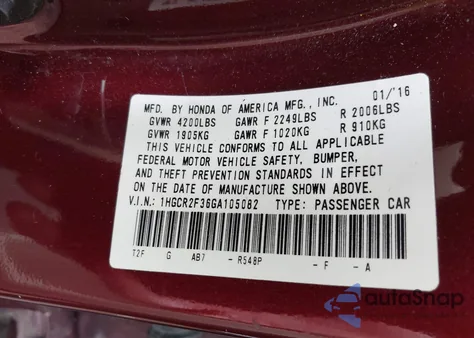 MFD. BY HONDA OF AMERICA MFG., INC. 01/'16
GVWR 4200LBS GAWR F 2249LBS R 2006LBS
GVWR 1905KG GAWR F 1020KG R 910KG
THIS VEHICLE CONFORMS TO ALL APPLICABLE
FEDERAL MOTOR VEHICLE SAFETY, BUMPER,
AND THEFT PREVENTION STANDARDS IN EFFECT
ON THE DATE OF MANUFACTURE SHOWN ABOVE.
V.I.N.: 1HGCR2F36GA105082 TYPE: PASSENGER CAR
T2F G AB7 - R548P - F - A
autoSnap